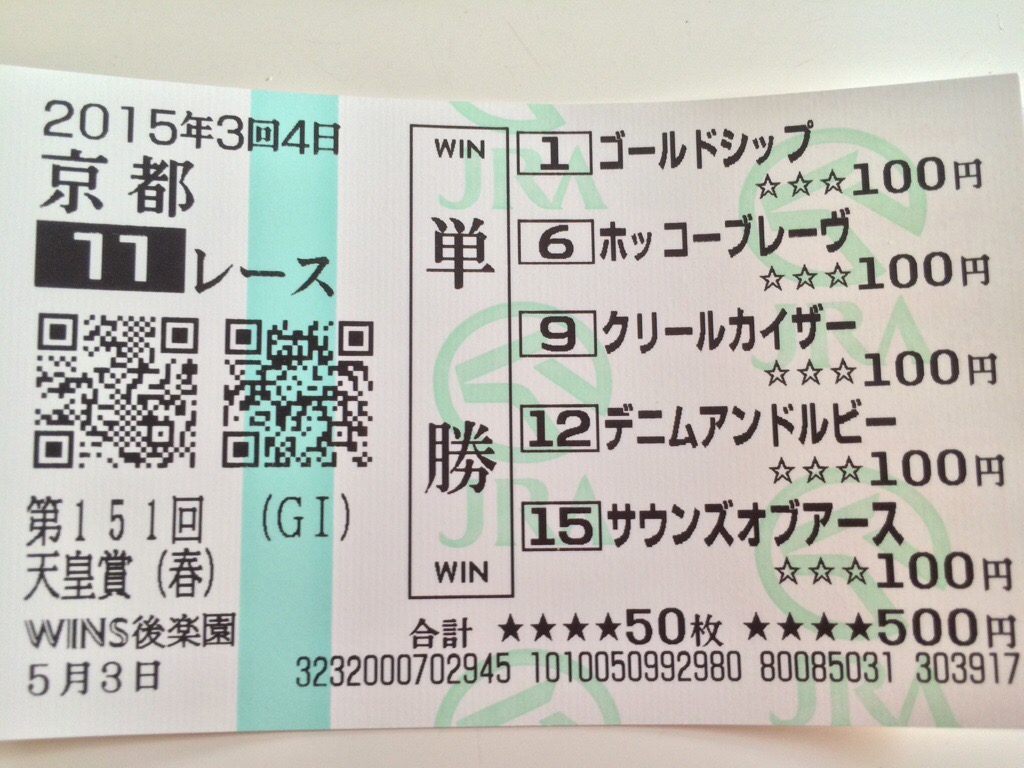 2015年3回4日
京都
11レース
第151回 (GI)
天皇賞(春)
WINS後楽園
5月3日
WIN
単勝
WIN
1 ゴールドシップ
☆☆☆100円
6 ホッコーブレーヴ
☆☆☆100円
9 クリールカイザー
☆☆☆100円
12 デニムアンドルビー
☆☆☆100円
15 サウンズオブアース
☆☆☆100円
合計 ★★★★50枚 ★★★★500円
3232000702945 1010050992980 80085031 303917
JRA
JRA
JRA
JRA